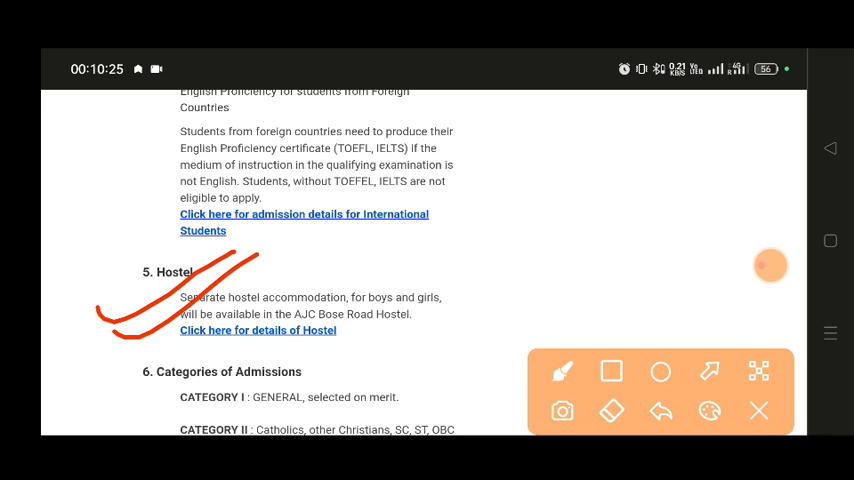 00:10:25
0.21 KB/S Vo LTE 4G R 56
English Proficiency for students from Foreign
Countries
Students from foreign countries need to produce their
English Proficiency certificate (TOEFL, IELTS) if the
medium of instruction in the qualifying examination is
not English. Students, without TOEFEL, IELTS are not
eligible to apply.
Click here for admission details for International
Students
5. Hostel
Separate hostel accommodation, for boys and girls,
will be available in the AJC Bose Road Hostel.
Click here for details of Hostel
6. Categories of Admissions
CATEGORY I : GENERAL, selected on merit.
CATEGORY II : Catholics, other Christians, SC, ST, OBC